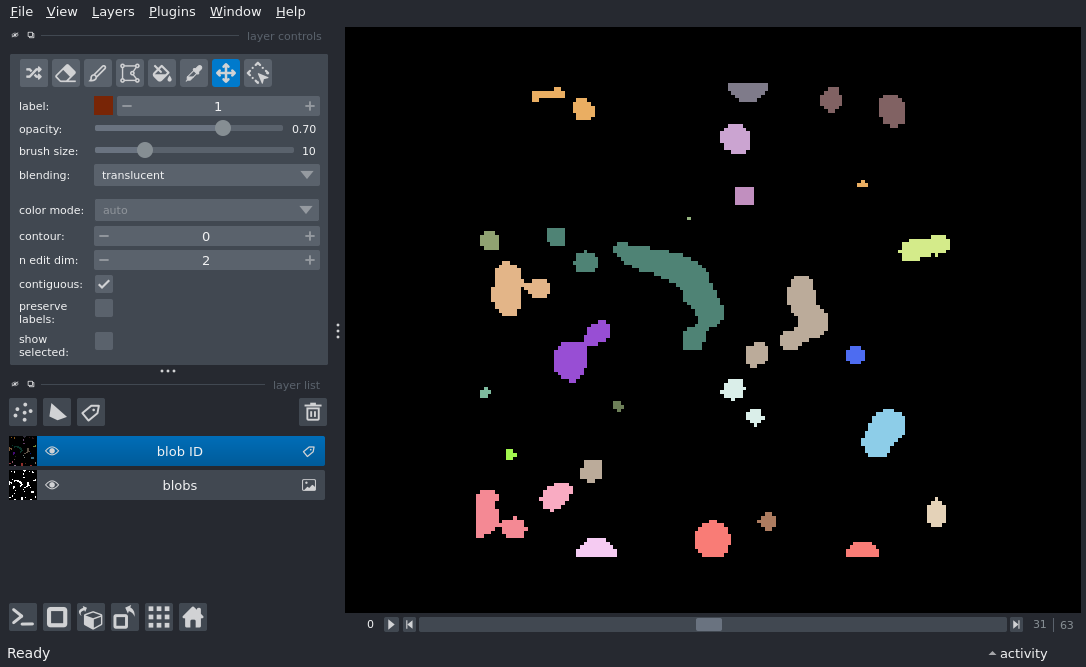 File View Layers Plugins Window Help
layer controls
label: 1
opacity: 0.70
brush size: 10
blending: translucent
color mode: auto
contour: 0
n edit dim: 2
contiguous:
preserve
labels:
show
selected:
layer list
blob ID
blobs
0 31 63
Ready activity